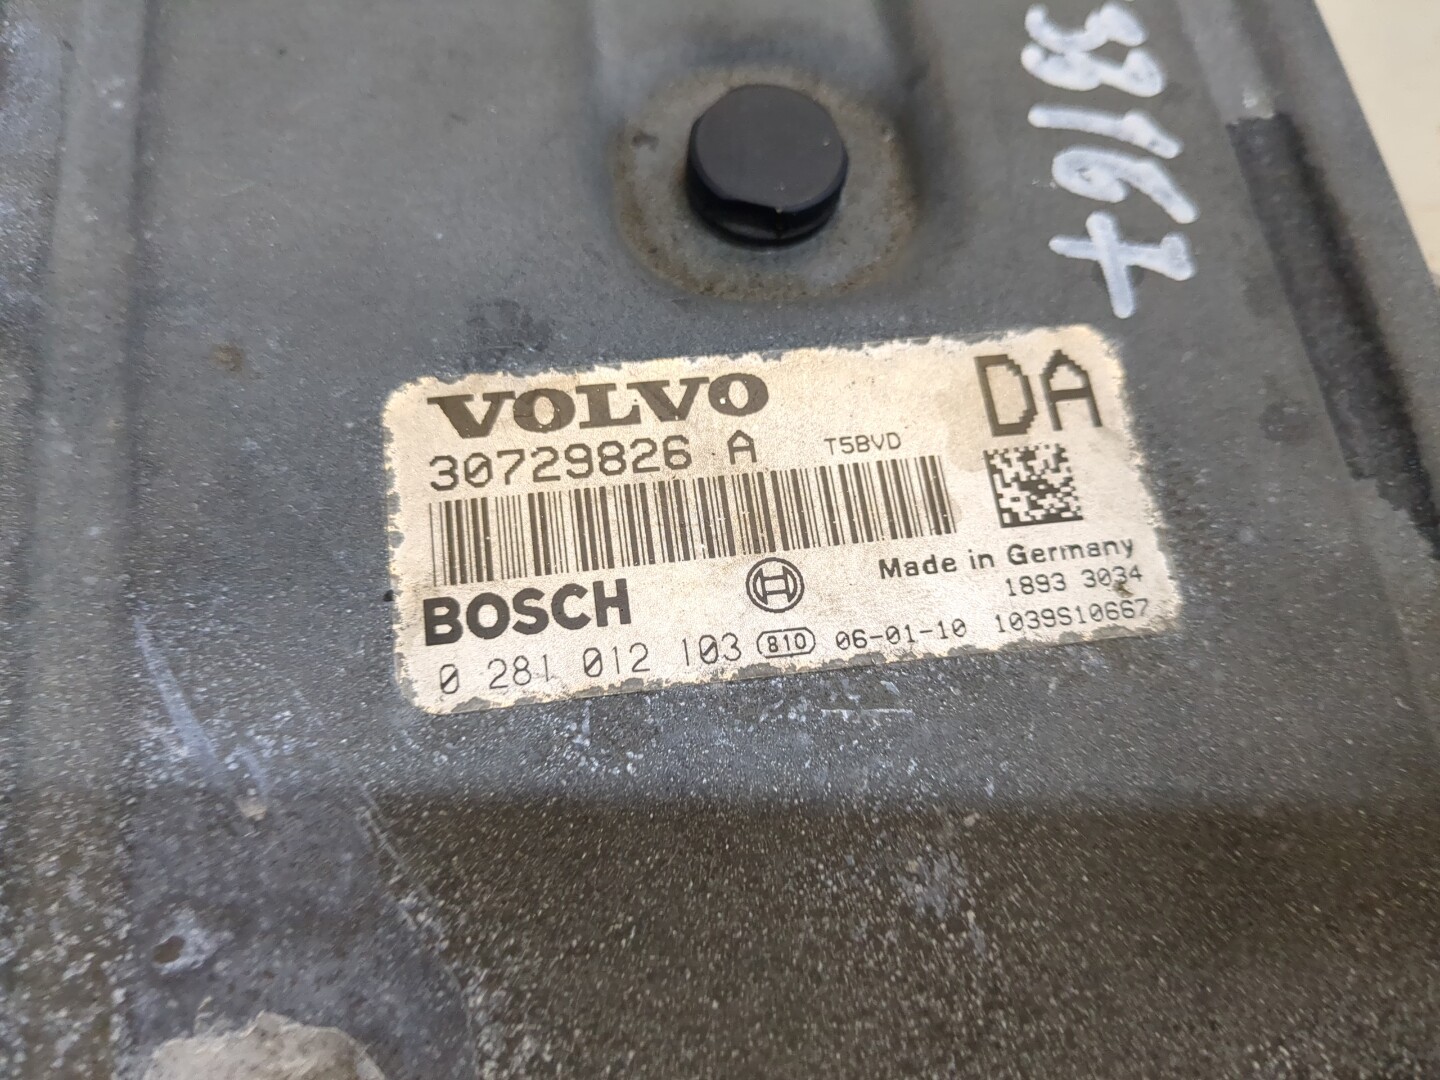 33167
VOLVO
DA
30729826 A T5BVD
BOSCH
Made in Germany
1893 3034
0 281 012 103 810 06-01-10 1039S10667